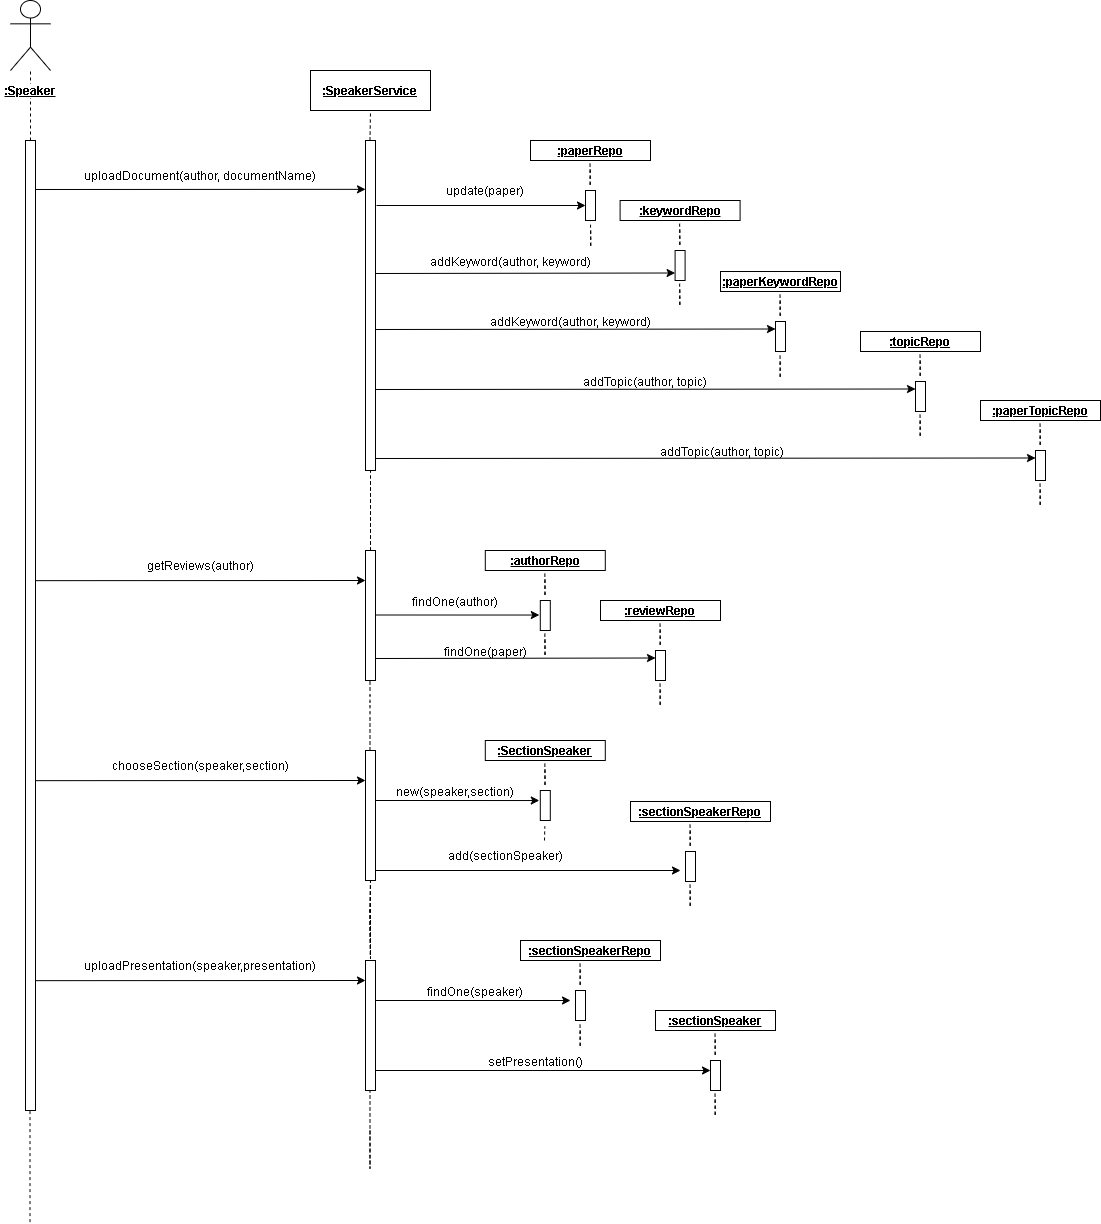 :Speaker
:SpeakerService
:paperRepo
uploadDocument(author, documentName)
update(paper)
:keywordRepo
addKeyword(author, keyword)
:paperKeywordRepo
addKeyword(author, keyword)
:topicRepo
addTopic(author, topic)
:paperTopicRepo
addTopic(author, topic)
:authorRepo
getReviews(author)
findOne(author)
:reviewRepo
findOne(paper)
:SectionSpeaker
chooseSection(speaker,section)
new(speaker,section)
:sectionSpeakerRepo
add(sectionSpeaker)
:sectionSpeakerRepo
uploadPresentation(speaker,presentation)
findOne(speaker)
:sectionSpeaker
setPresentation()